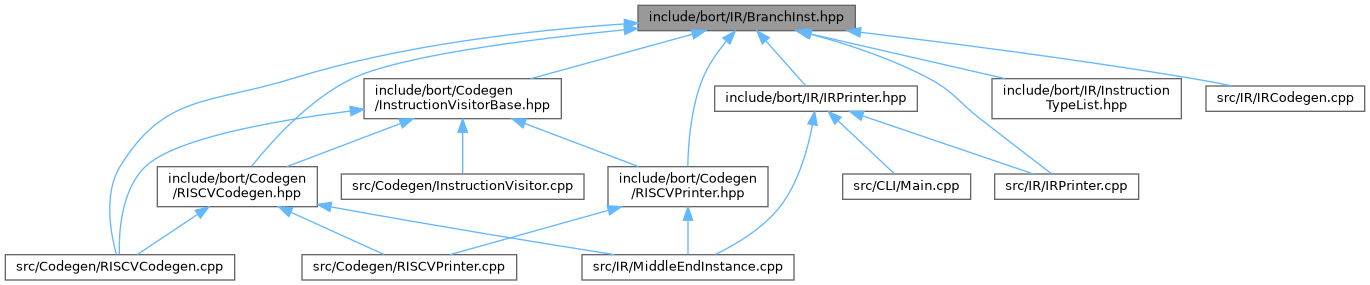 include/bort/IR/BranchInst.hpp
include/bort/Codegen
/InstructionVisitorBase.hpp
include/bort/IR/IRPrinter.hpp
include/bort/IR/Instruction
TypeList.hpp
src/IR/IRCodegen.cpp
include/bort/Codegen
/RISCVCodegen.hpp
src/Codegen/InstructionVisitor.cpp
include/bort/Codegen
/RISCVPrinter.hpp
src/CLI/Main.cpp
src/IR/IRPrinter.cpp
src/Codegen/RISCVCodegen.cpp
src/Codegen/RISCVPrinter.cpp
src/IR/MiddleEndInstance.cpp